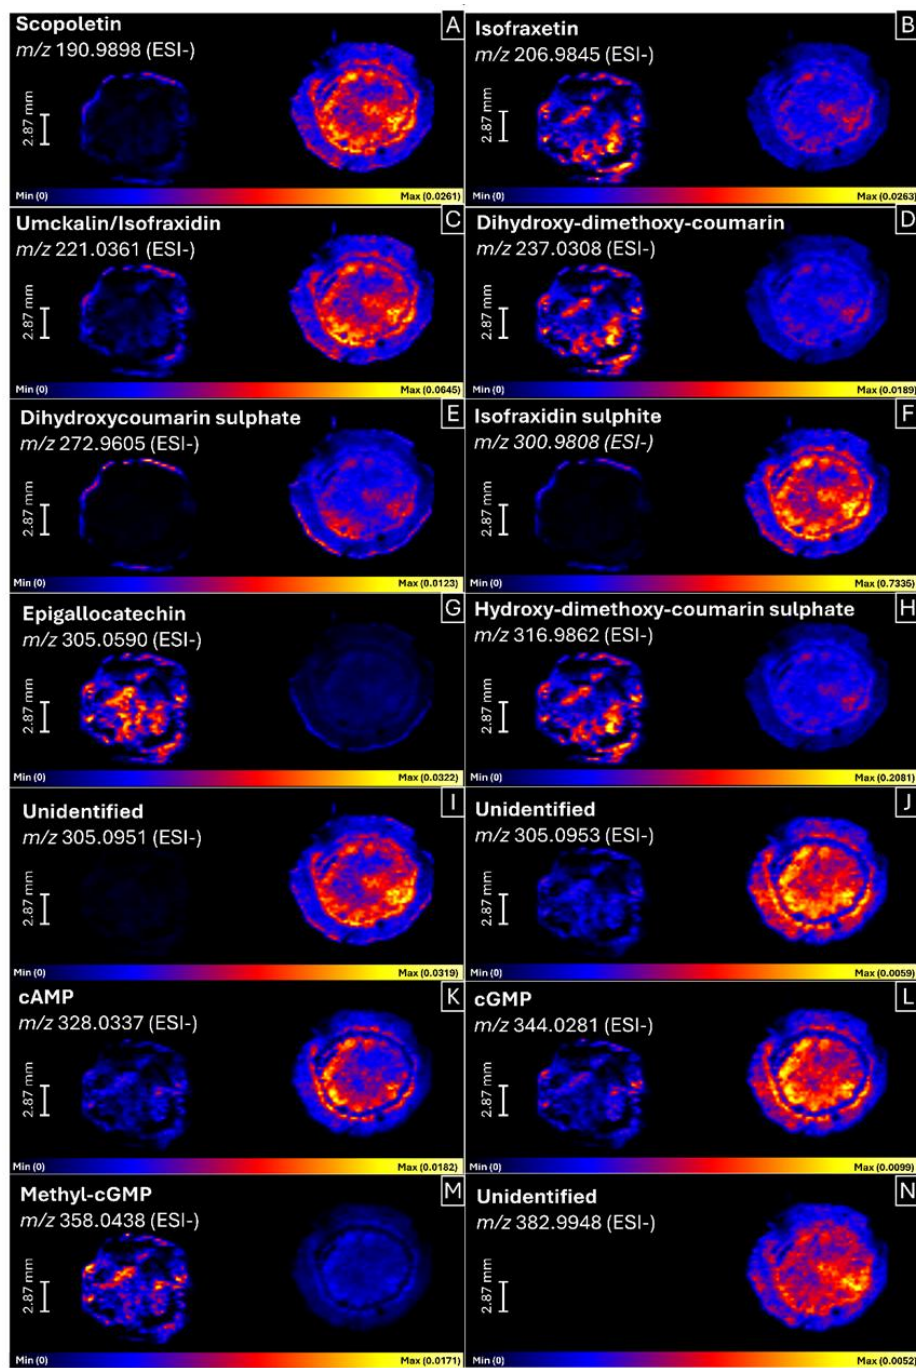 Scopoletin
A
m/z 190.9898 (ESI-)
2.87 mm
Min (0)
Max (0.0261)
Isofraxetin
B
m/z 206.9845 (ESI-)
2.87 mm
Min (0)
Max (0.0263)
Umckalin/Isofraxidin
C
m/z 221.0361 (ESI-)
2.87 mm
Min (0)
Max (0.0645)
Dihydroxy-dimethoxy-coumarin
D
m/z 237.0308 (ESI-)
2.87 mm
Min (0)
Max (0.0189)
Dihydroxycoumarin sulphate
E
m/z 272.9605 (ESI-)
2.87 mm
Min (0)
Max (0.0123)
Isofraxidin sulphite
F
m/z 300.9808 (ESI-)
2.87 mm
Min (0)
Max (0.7335)
Epigallocatechin
G
m/z 305.0590 (ESI-)
2.87 mm
Min (0)
Max (0.0322)
Hydroxy-dimethoxy-coumarin sulphate
H
m/z 316.9862 (ESI-)
2.87 mm
Min (0)
Max (0.2081)
Unidentified
I
m/z 305.0951 (ESI-)
2.87 mm
Min (0)
Max (0.0319)
Unidentified
J
m/z 305.0953 (ESI-)
2.87 mm
Min (0)
Max (0.0059)
cAMP
K
m/z 328.0337 (ESI-)
2.87 mm
Min (0)
Max (0.0182)
cGMP
L
m/z 344.0281 (ESI-)
2.87 mm
Min (0)
Max (0.0099)
Methyl-cGMP
M
m/z 358.0438 (ESI-)
2.87 mm
Min (0)
Max (0.0171)
Unidentified
N
m/z 382.9948 (ESI-)
2.87 mm
Min (0)
Max (0.0052)